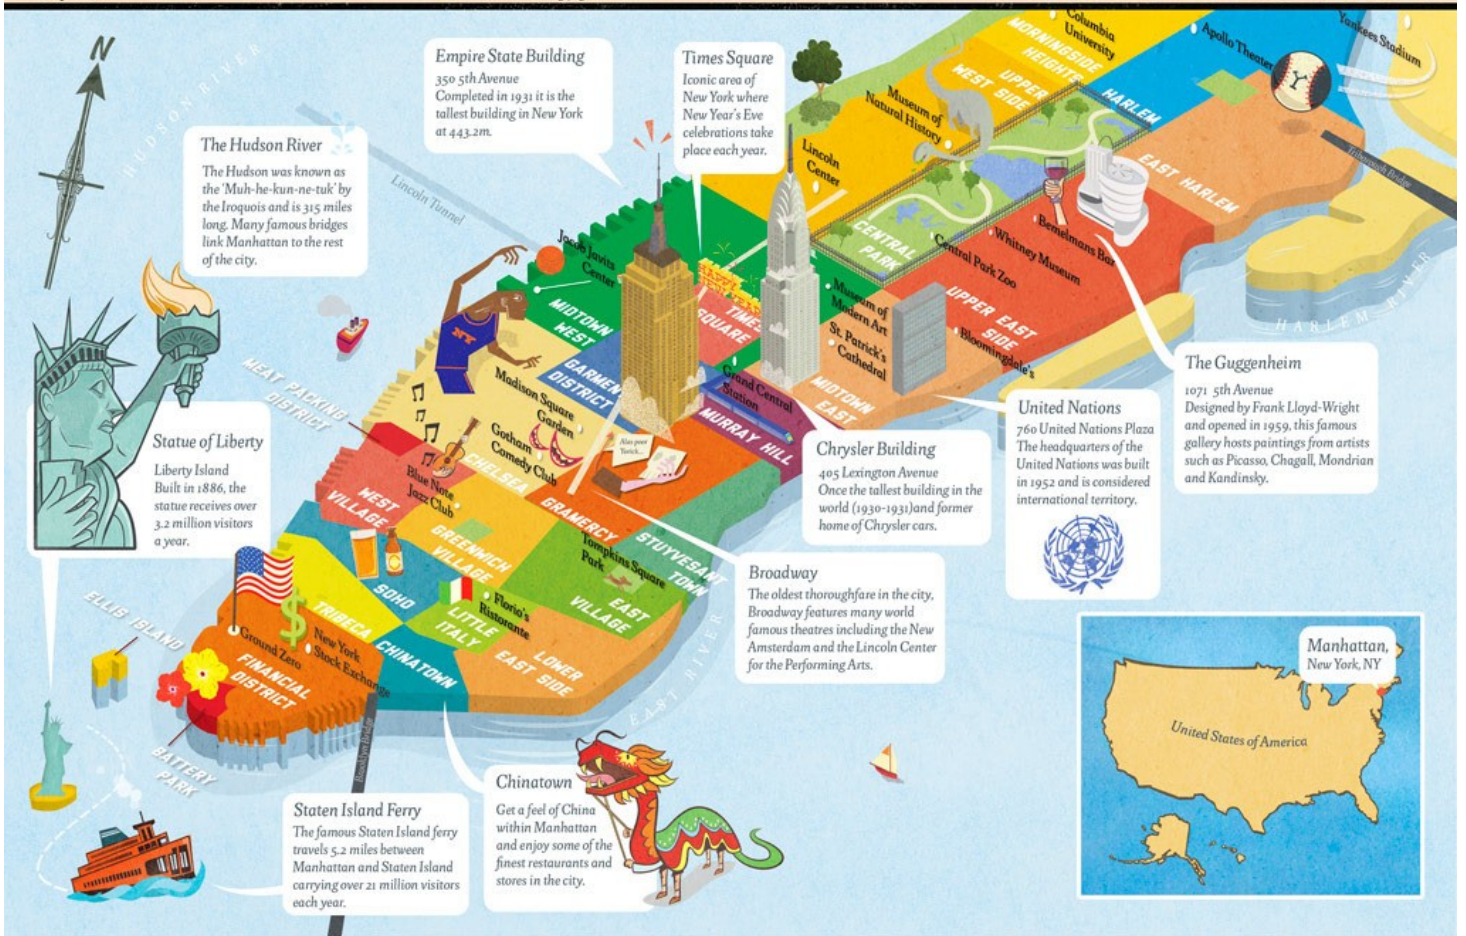 N
HUDSON RIVER
The Hudson River
The Hudson was known as
the 'Muh-he-kun-ne-tuk' by
the Iroquois and is 315 miles
long. Many famous bridges
link Manhattan to the rest
of the city.
Lincoln Tunnel
Empire State Building
350 5th Avenue
Completed in 1931 it is the
tallest building in New York
at 443.2m.
Times Square
Iconic area of
New York where
New Year's Eve
celebrations take
place each year.
Columbia
University
MORNINGSIDE
HEIGHTS
UPPER
WEST SIDE
Museum of
Natural History
Lincoln
Center
Apollo Theater
Yankees Stadium
Y
HARLEM
EAST HARLEM
Triborough Bridge
CENTRAL
PARK
Central Park Zoo
Whitney Museum
Bemelmans Bar
UPPER EAST
SIDE
Bloomingdale's
HARLEM RIVER
Jacob Javits
Center
MIDTOWN
WEST
HAPPY
NEW YEAR
TIMES
SQUARE
Museum of
Modern Art
St. Patrick's
Cathedral
MIDTOWN
EAST
Grand Central
Station
MURRAY HILL
GARMENT
DISTRICT
NY
Madison Square
Garden
Gotham
Comedy Club
CHELSEA
Alas poor
Yorick...
GRAMERCY
MEAT PACKING
DISTRICT
Blue Note
Jazz Club
WEST
VILLAGE
GREENWICH
VILLAGE
STUYVESANT
TOWN
Tompkins Square
Park
EAST
VILLAGE
Statue of Liberty
Liberty Island
Built in 1886, the
statue receives over
3.2 million visitors
a year.
The Guggenheim
1071 5th Avenue
Designed by Frank Lloyd-Wright
and opened in 1959, this famous
gallery hosts paintings from artists
such as Picasso, Chagall, Mondrian
and Kandinsky.
United Nations
760 United Nations Plaza
The headquarters of the
United Nations was built
in 1952 and is considered
international territory.
Chrysler Building
405 Lexington Avenue
Once the tallest building in the
world (1930-1931)and former
home of Chrysler cars.
Broadway
The oldest thoroughfare in the city,
Broadway features many world
famous theatres including the New
Amsterdam and the Lincoln Center
for the Performing Arts.
SOHO
TRIBECA
LITTLE
ITALY
Florio's
Ristorante
LOWER
EAST SIDE
CHINATOWN
$
Ground Zero
New York
Stock Exchange
FINANCIAL
DISTRICT
ELLIS ISLAND
BATTERY
PARK
Brooklyn Bridge
EAST RIVER
Staten Island Ferry
The famous Staten Island ferry
travels 5.2 miles between
Manhattan and Staten Island
carrying over 21 million visitors
each year.
Chinatown
Get a feel of China
within Manhattan
and enjoy some of the
finest restaurants and
stores in the city.
Manhattan,
New York, NY
United States of America